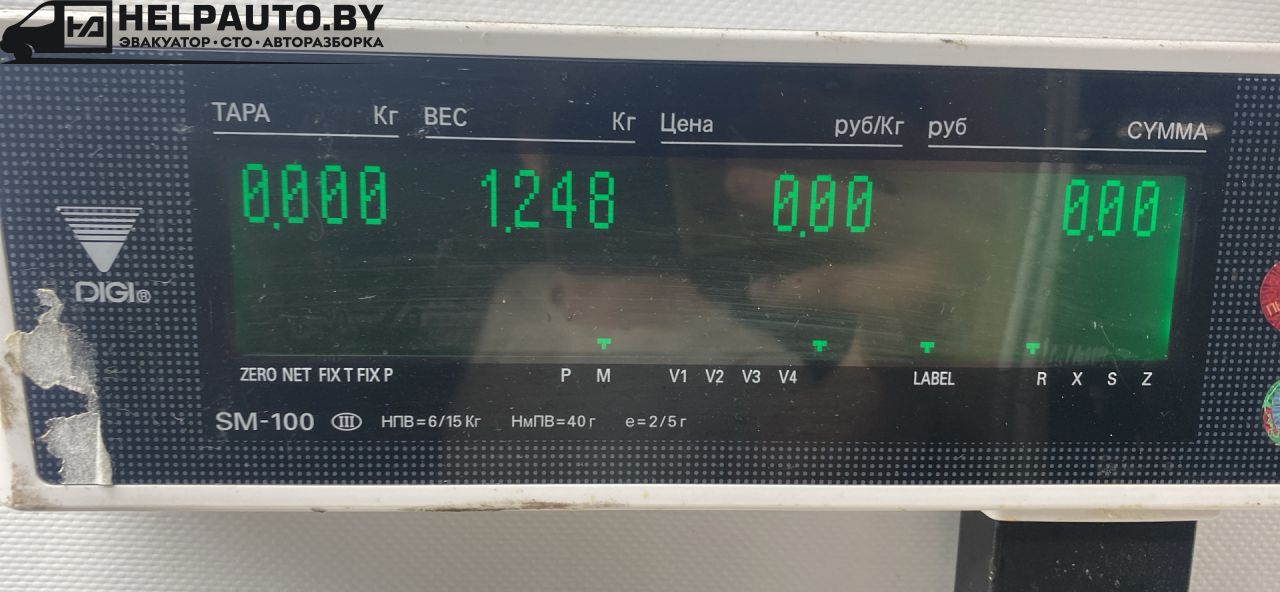 HELPAUTO.BY
ЭВАКУАТОР · СТО · АВТОРАЗБОРКА
ТАРА Кг ВЕС Кг Цена руб/Кг руб СУММА
0.000 1.248 0.00 0.00
DIGI®
ZERO NET FIX T FIX P P M V1 V2 V3 V4 LABEL R X S Z
SM-100 III НПВ=6/15 Кг НмПВ=40 г e=2/5 г